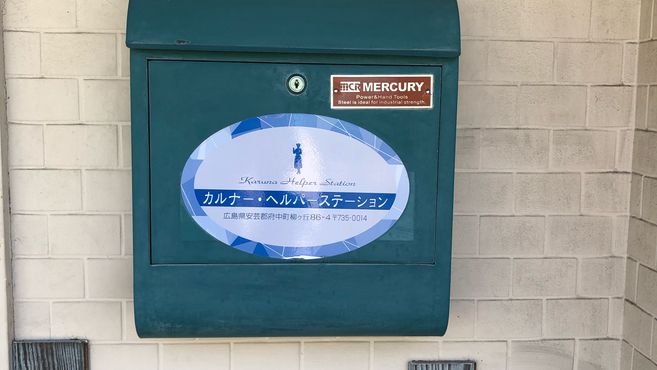 MCR MERCURY
Power&Hand Tools
Steel is ideal for industrial strength.
Karuna Helper Station
カルナー・ヘルパーステーション
広島県安芸郡府中町柳ヶ丘86-4〒735-0014